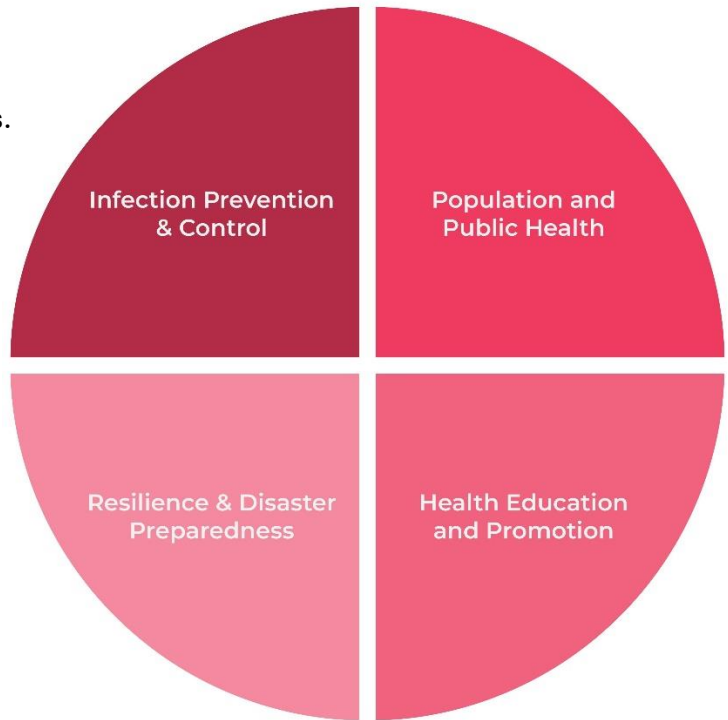 s.
Infection Prevention
& Control
Population and
Public Health
Resilience & Disaster
Preparedness
Health Education
and Promotion